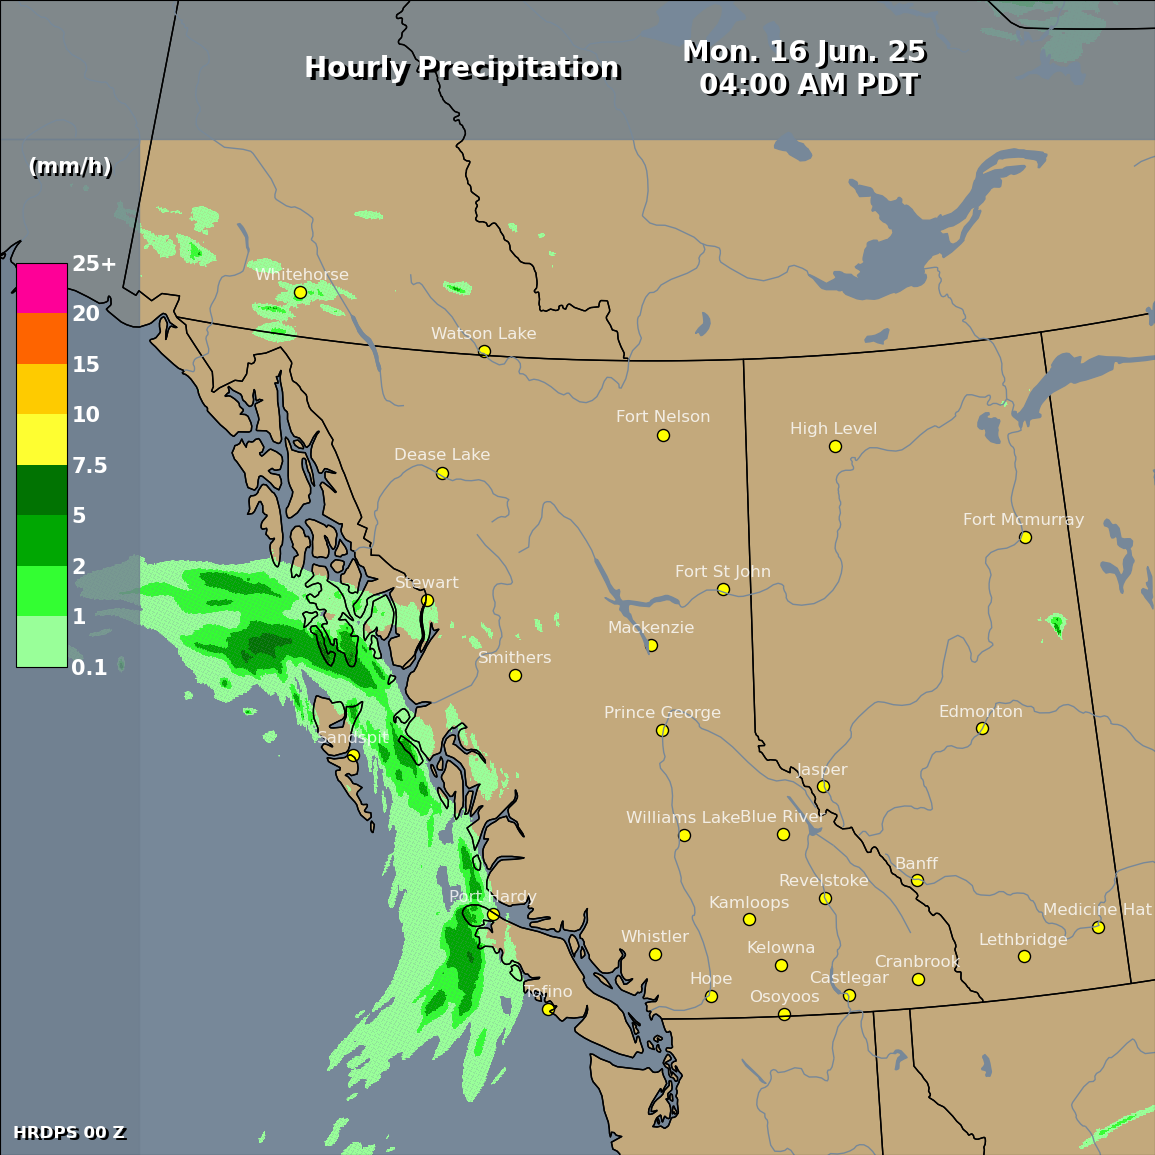 Hourly Precipitation
Mon. 16 Jun. 25
04:00 AM PDT
(mm/h)
25+
20
15
10
7.5
5
2
1
0.1
Whitehorse
Watson Lake
Fort Nelson
High Level
Dease Lake
Fort Mcmurray
Stewart
Fort St John
Mackenzie
Smithers
Prince George
Edmonton
Sandspit
Jasper
Williams Lake
Blue River
Banff
Revelstoke
Port Hardy
Kamloops
Medicine Hat
Whistler
Kelowna
Lethbridge
Cranbrook
Hope
Castlegar
Tofino
Osoyoos
HRDPS 00 Z